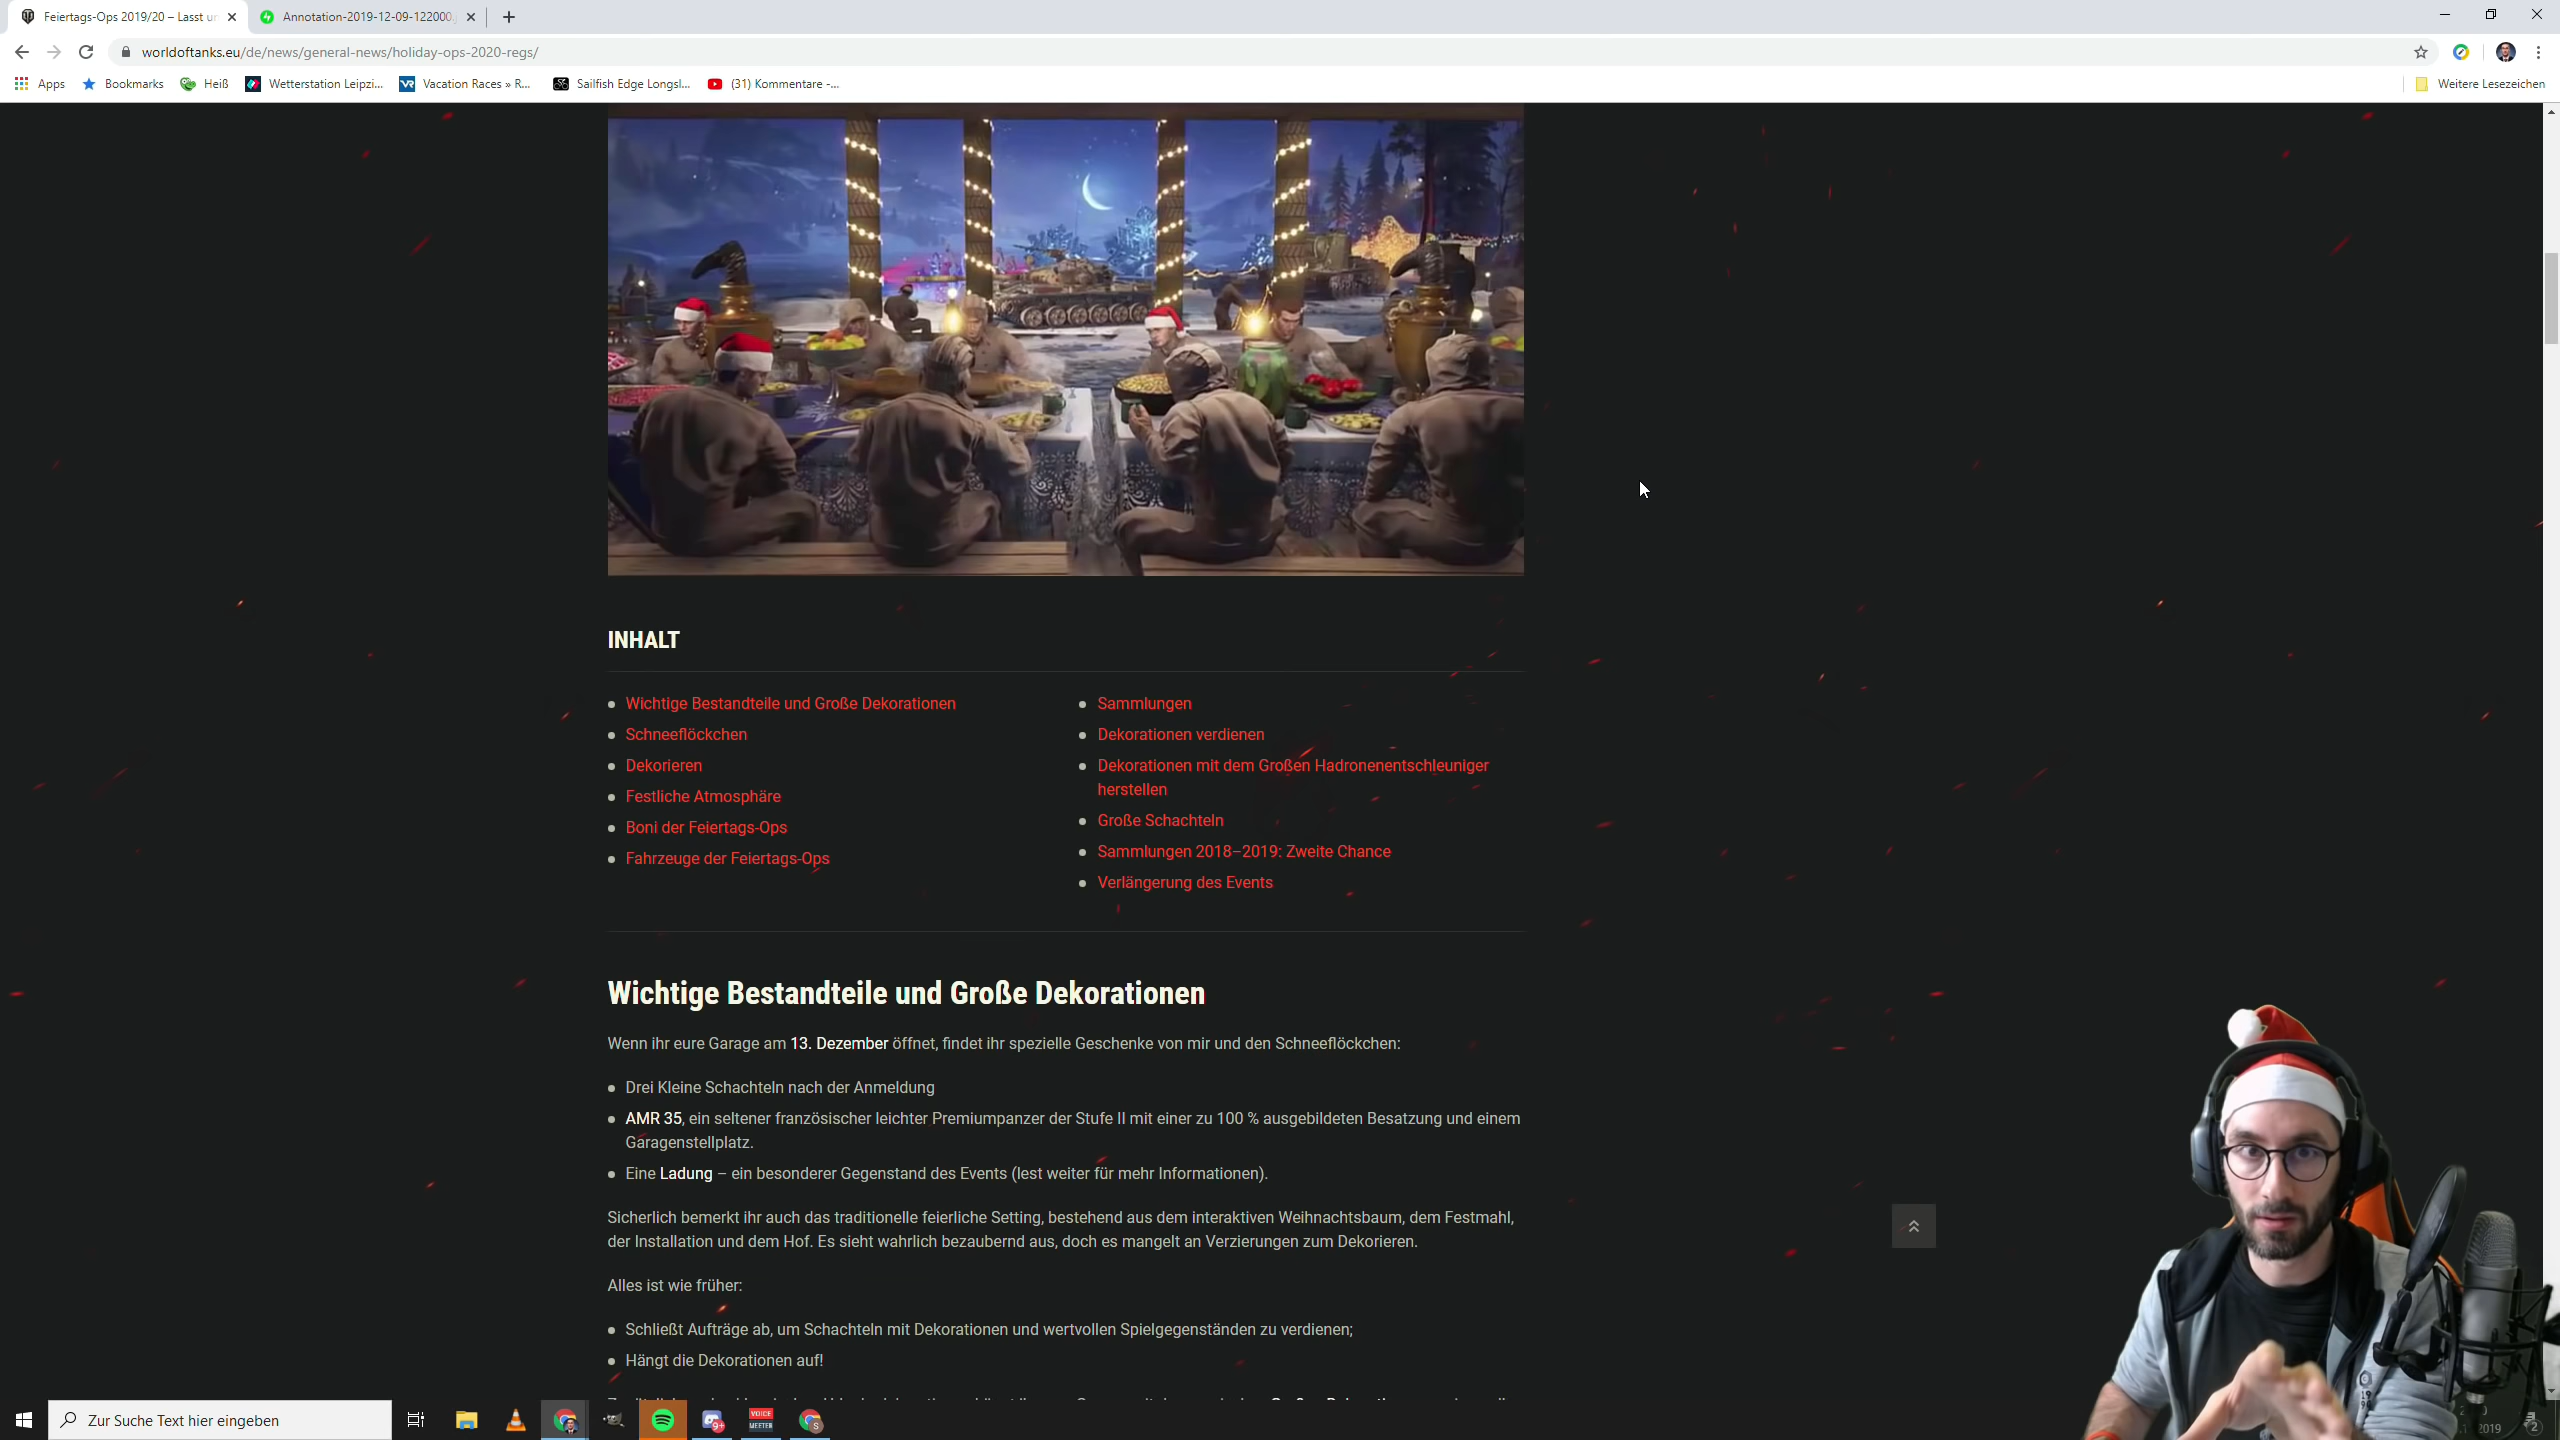 Feiertags-Ops 2019/20 – Lasst un
Annotation-2019-12-09-122000.j
worldoftanks.eu/de/news/general-news/holiday-ops-2020-regs/
Apps
Bookmarks
Heiß
Wetterstation Leipzi...
Vacation Races » R...
Sailfish Edge Longsl...
(31) Kommentare -...
Weitere Lesezeichen
INHALT
Wichtige Bestandteile und Große Dekorationen
Schneeflöckchen
Dekorieren
Festliche Atmosphäre
Boni der Feiertags-Ops
Fahrzeuge der Feiertags-Ops
Sammlungen
Dekorationen verdienen
Dekorationen mit dem Großen Hadronenentschleuniger
herstellen
Große Schachteln
Sammlungen 2018–2019: Zweite Chance
Verlängerung des Events
Wichtige Bestandteile und Große Dekorationen
Wenn ihr eure Garage am 13. Dezember öffnet, findet ihr spezielle Geschenke von mir und den Schneeflöckchen:
Drei Kleine Schachteln nach der Anmeldung
AMR 35, ein seltener französischer leichter Premiumpanzer der Stufe II mit einer zu 100 % ausgebildeten Besatzung und einem
Garagenstellplatz.
Eine Ladung – ein besonderer Gegenstand des Events (lest weiter für mehr Informationen).
Sicherlich bemerkt ihr auch das traditionelle feierliche Setting, bestehend aus dem interaktiven Weihnachtsbaum, dem Festmahl,
der Installation und dem Hof. Es sieht wahrlich bezaubernd aus, doch es mangelt an Verzierungen zum Dekorieren.
Alles ist wie früher:
Schließt Aufträge ab, um Schachteln mit Dekorationen und wertvollen Spielgegenständen zu verdienen;
Hängt die Dekorationen auf!
Zur Suche Text hier eingeben
VOICE
MEETER
9+
S
2019
2